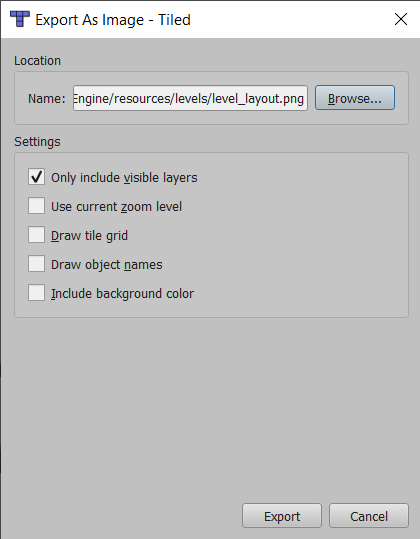 Export As Image - Tiled
Location
Name: Engine/resources/levels/level_layout.png Browse...
Settings
Only include visible layers
Use current zoom level
Draw tile grid
Draw object names
Include background color
Export Cancel